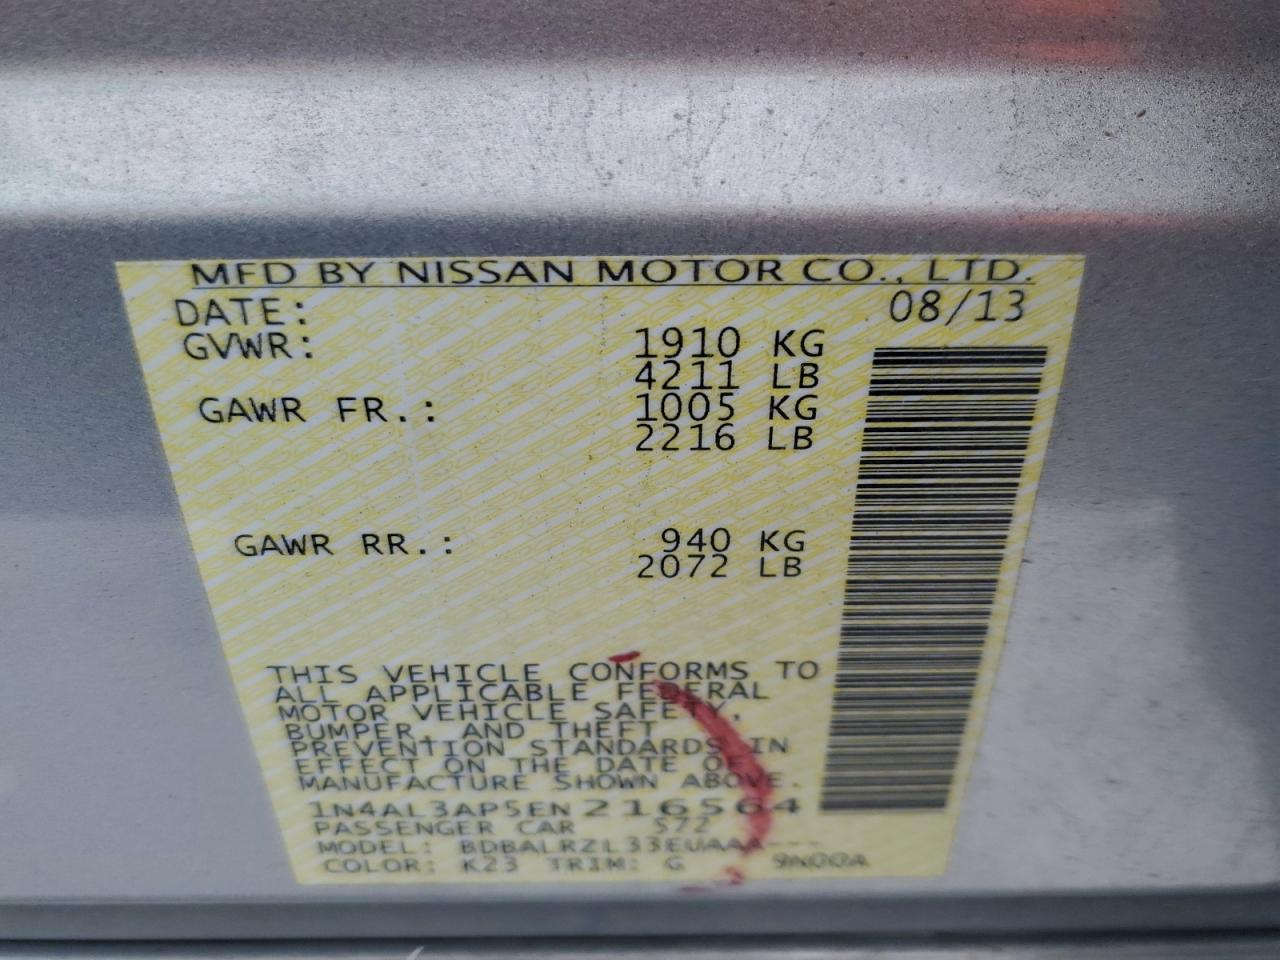 MFD BY NISSAN MOTOR CO., LTD.
DATE: 08/13
GVWR: 1910 KG
4211 LB
GAWR FR.: 1005 KG
2216 LB
GAWR RR.: 940 KG
2072 LB
THIS VEHICLE CONFORMS TO
ALL APPLICABLE FEDERAL
MOTOR VEHICLE SAFETY,
BUMPER, AND THEFT
PREVENTION STANDARDS IN
EFFECT ON THE DATE OF
MANUFACTURE SHOWN ABOVE.
1N4AL3AP5EN216564
PASSENGER CAR S72
MODEL: BDBALRZL33EUAAA---
COLOR: K23 TRIM: G 9N00A